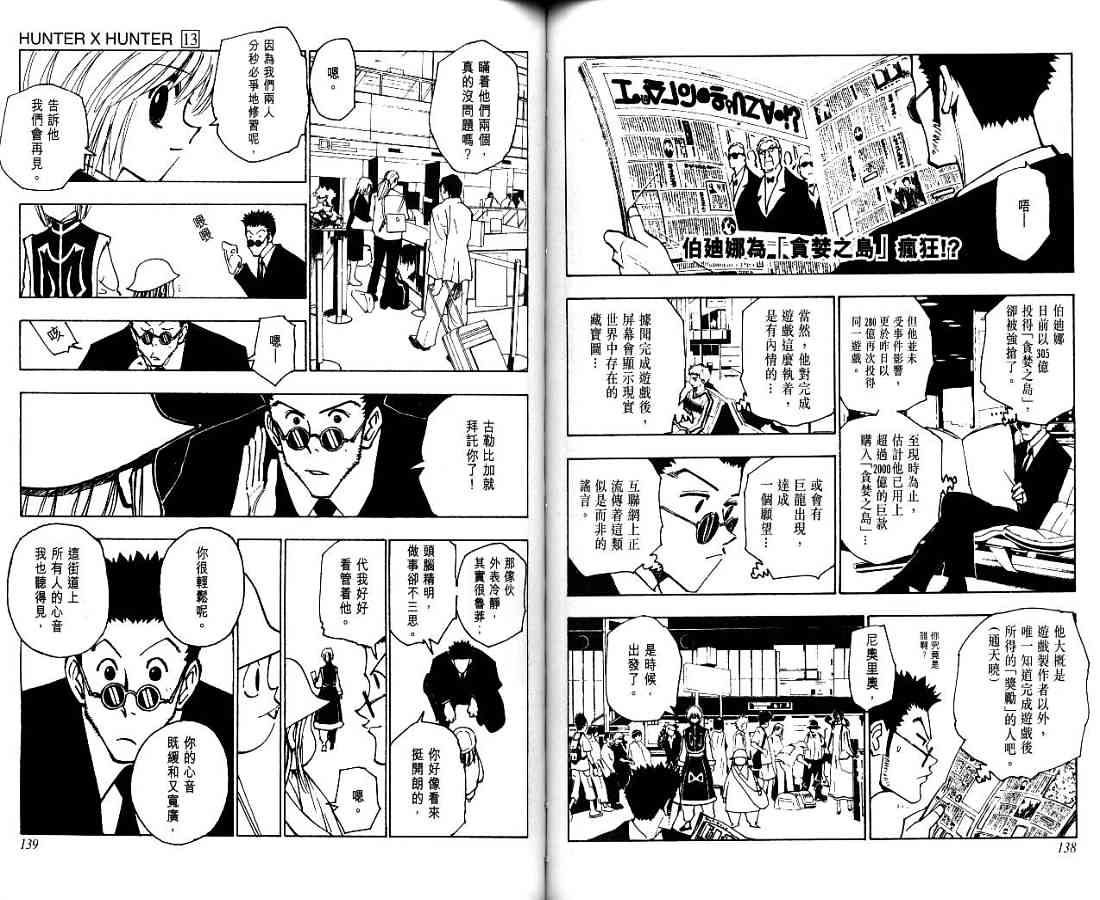 HUNTER X HUNTER 13
唔—
伯廸娜為「貪婪之島」瘋狂!?
伯廸娜
日前以305億
投得「貪婪之島」,
卻被強搶了。
但他並未
受事件影響,
更於昨日以
280億再次投得
同一遊戲。
至現時為止,
估計他已用上
超過2000億的巨款
購入「貪婪之島」…
當然,他對完成
遊戲這麼執着,
是有內情的…
據聞完成遊戲後
屏幕會顯示現實
世界中存在的
藏寶圖…
或會有
巨龍出現,
達成
一個願望…
互聯網上正
流傳着這類
似是而非的
謠言。
他大概是
遊戲製作者以外,
唯一知道完成遊戲後
所得的「獎勵」的人吧。
(通天曉)
你究竟是
誰啊?
尼奧里奧,
是時候,
出發了。
138
瞞着他們兩個,
真的沒問題嗎?
嗯。
因為我們兩人
分秒必爭地修習呢,
告訴他
我們會再見。
喂喂
嗯。
咳
古勒比加就
拜託你了!
那傢伙
外表冷靜,
其實很魯莽;
頭腦精明,
做事卻不三思。
你好像看來
挺開朗的,
代我好好
看管着他。
嗯。
你很輕鬆呢。
這街道上
所有人的心音
我也聽得見,
你的心音
既緩和又寬廣,
139